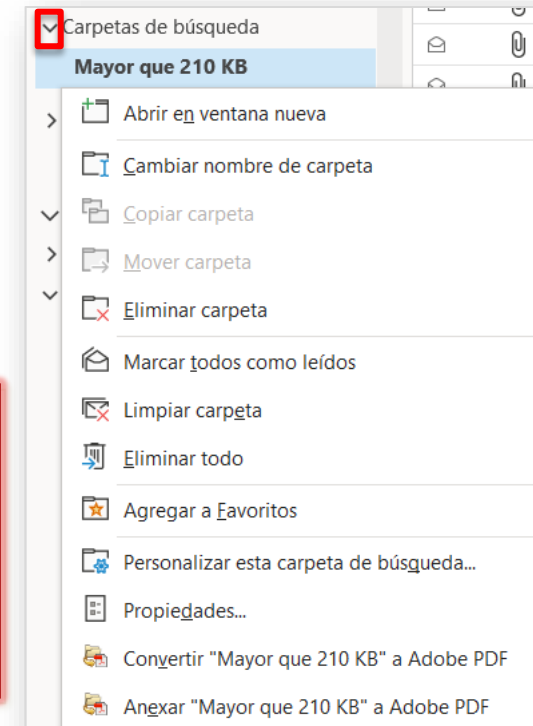 Carpetas de búsqueda
Mayor que 210 KB
Abrir en ventana nueva
Cambiar nombre de carpeta
Copiar carpeta
Mover carpeta
Eliminar carpeta
Marcar todos como leídos
Limpiar carpeta
Eliminar todo
Agregar a Favoritos
Personalizar esta carpeta de búsqueda...
Propiedades...
Convertir "Mayor que 210 KB" a Adobe PDF
Anexar "Mayor que 210 KB" a Adobe PDF